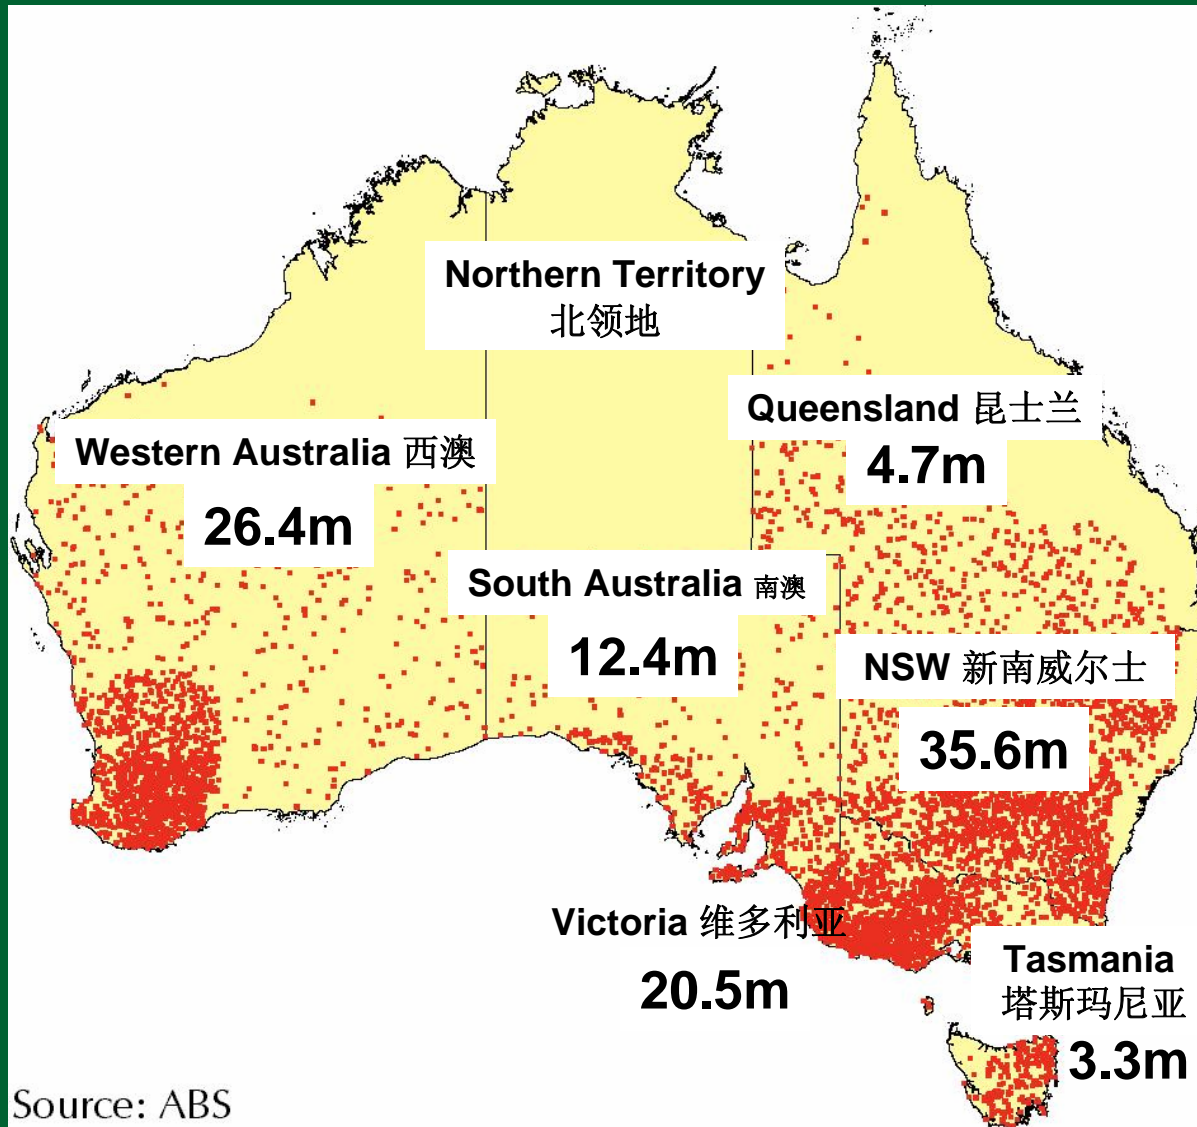 Northern Territory
北领地
Queensland 昆士兰
4.7m
Western Australia 西澳
26.4m
South Australia 南澳
12.4m
NSW 新南威尔士
35.6m
Victoria 维多利亚
20.5m
Tasmania
塔斯玛尼亚
3.3m
Source: ABS